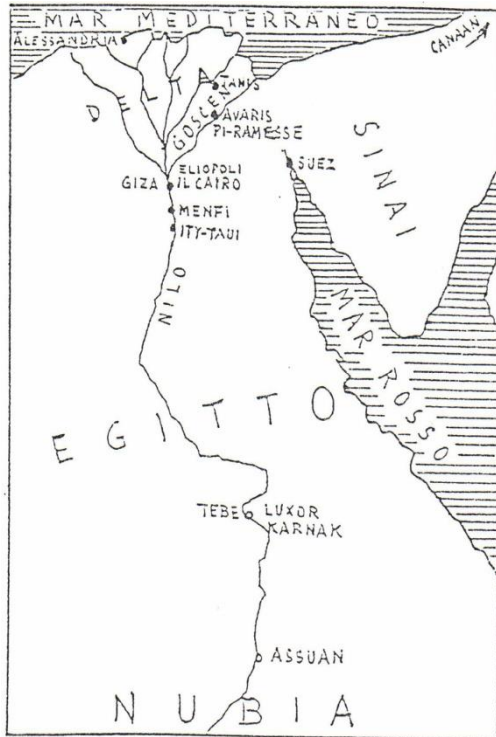 MAR MEDITERRANEO
ALESSANDRIA
CANAAN
DELTA
TANIS
GOSCEN
AVARIS
PI-RAMESSE
SUEZ
SINAI
ELIOPOLI
GIZA IL CAIRO
MENFI
ITY-TAUI
NILO
MAR ROSSO
EGITTO
TEBE LUXOR
KARNAK
ASSUAN
NUBIA